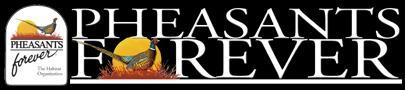 PHEASANTS
forever
The Habitat
Organization
PHEASANTS
FOREVER